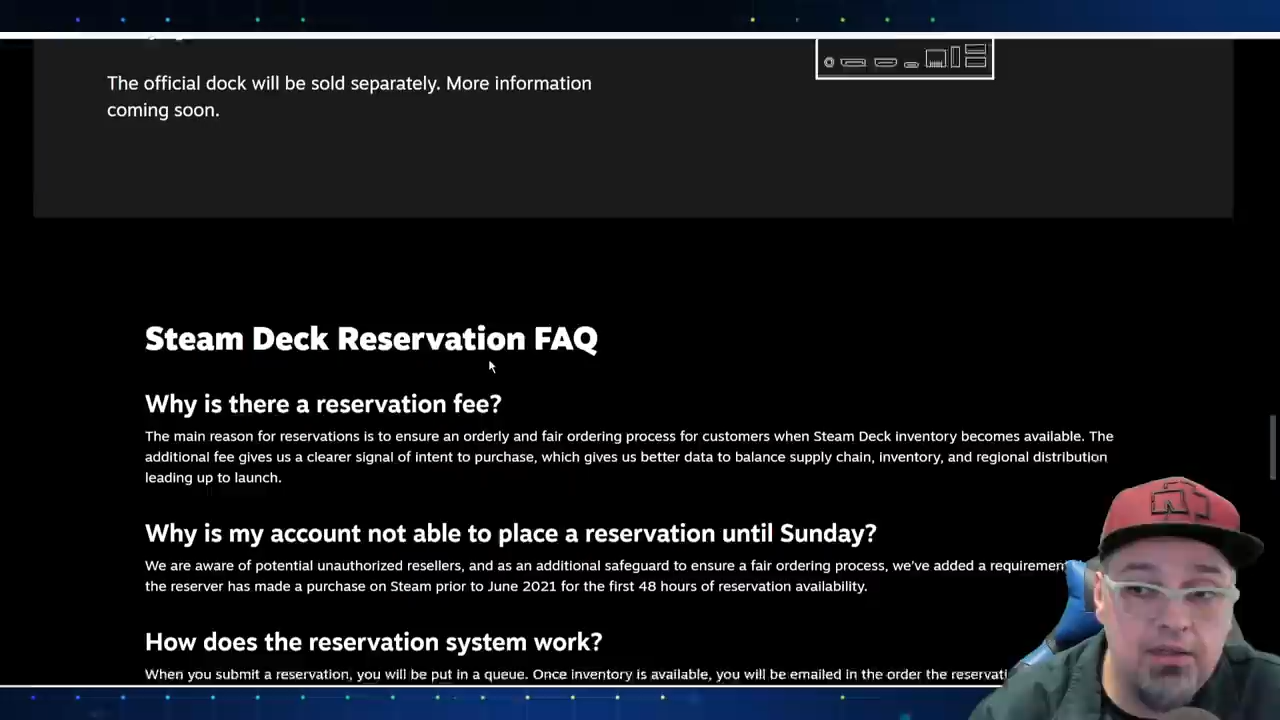 The official dock will be sold separately. More information
coming soon.
Steam Deck Reservation FAQ
Why is there a reservation fee?
The main reason for reservations is to ensure an orderly and fair ordering process for customers when Steam Deck inventory becomes available. The
additional fee gives us a clearer signal of intent to purchase, which gives us better data to balance supply chain, inventory, and regional distribution
leading up to launch.
Why is my account not able to place a reservation until Sunday?
We are aware of potential unauthorized resellers, and as an additional safeguard to ensure a fair ordering process, we've added a requirement
the reserver has made a purchase on Steam prior to June 2021 for the first 48 hours of reservation availability.
How does the reservation system work?
When you submit a reservation, you will be put in a queue. Once inventory is available, you will be emailed in the order the